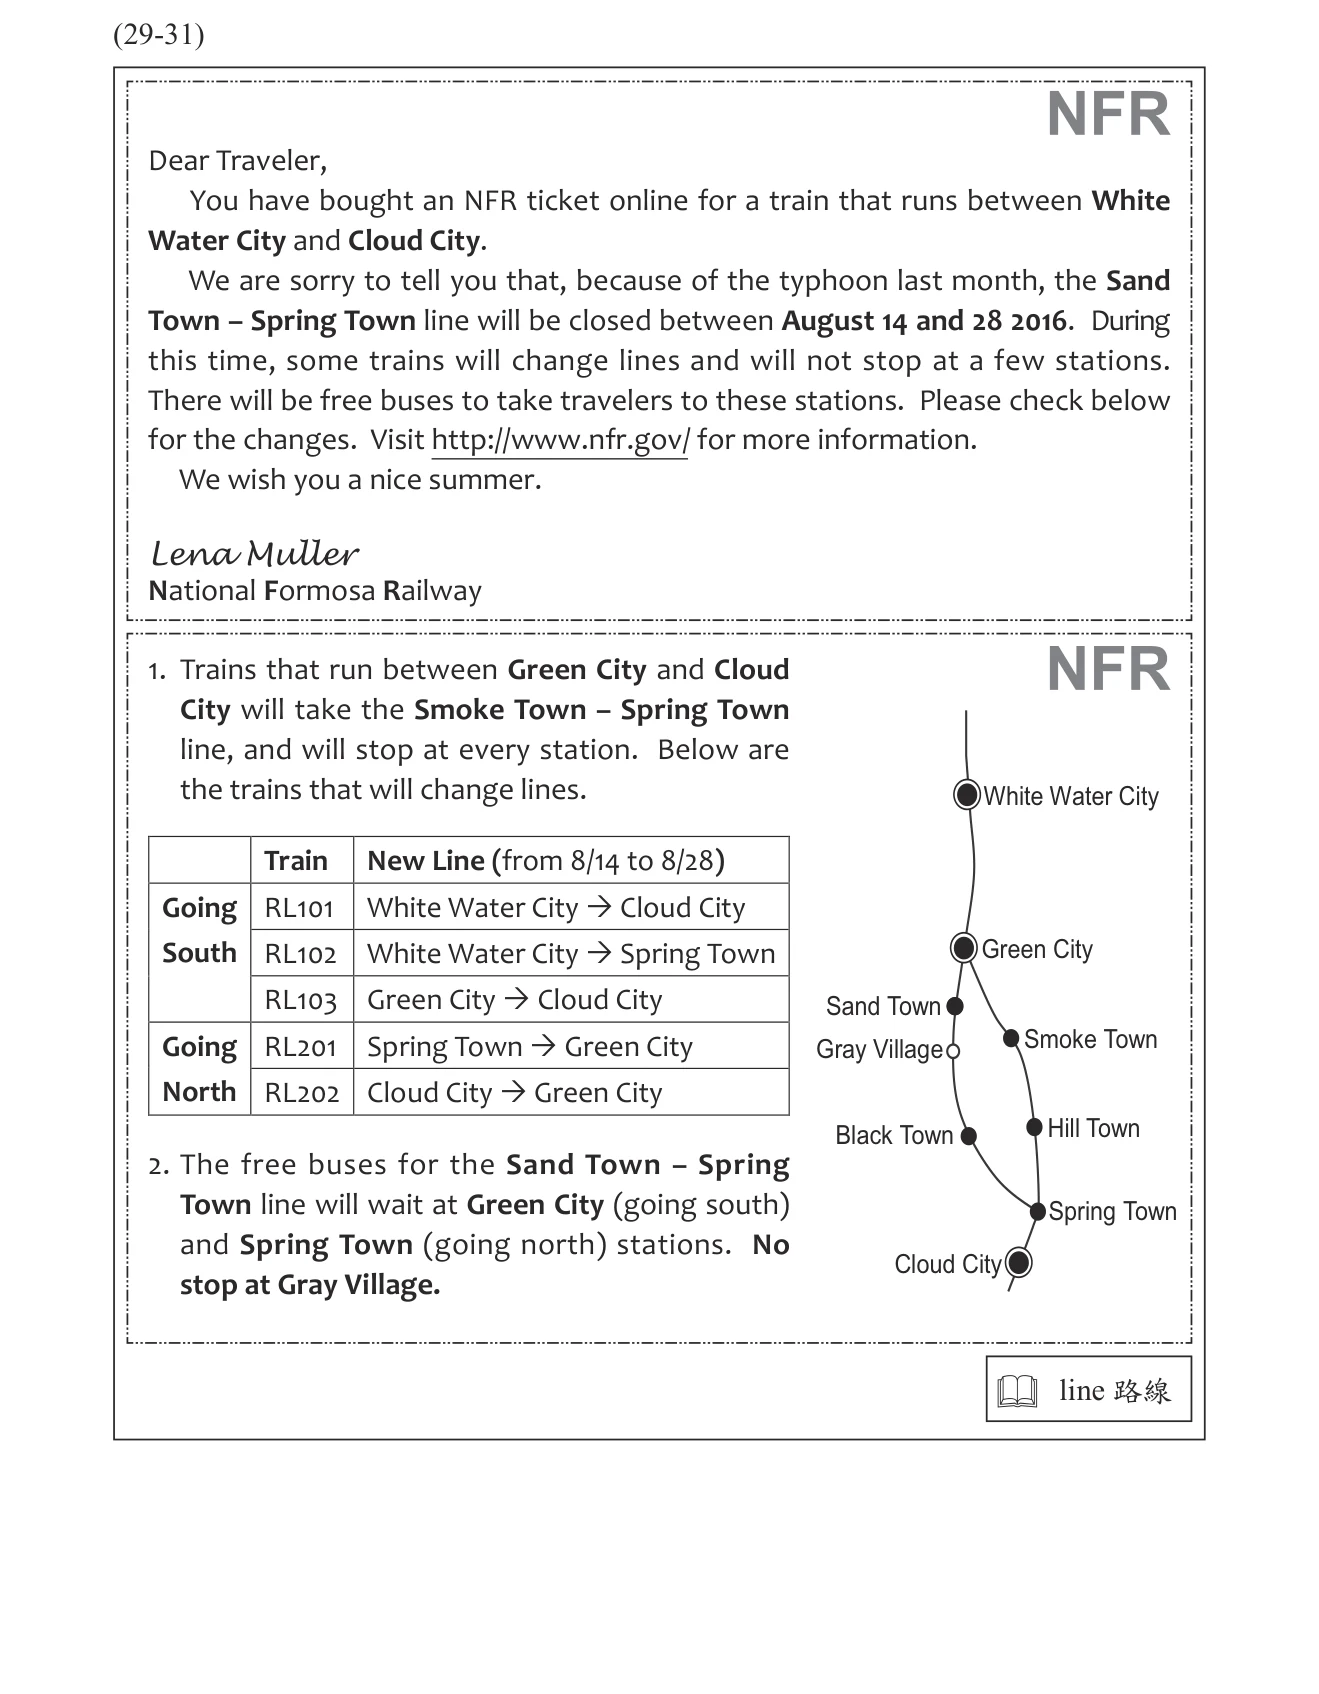 (29-31)
NFR
Dear Traveler,
You have bought an NFR ticket online for a train that runs between White
Water City and Cloud City.
We are sorry to tell you that, because of the typhoon last month, the Sand
Town – Spring Town line will be closed between August 14 and 28 2016. During
this time, some trains will change lines and will not stop at a few stations.
There will be free buses to take travelers to these stations. Please check below
for the changes. Visit http://www.nfr.gov/ for more information.
We wish you a nice summer.
Lena Muller
National Formosa Railway
NFR
1. Trains that run between Green City and Cloud
City will take the Smoke Town – Spring Town
line, and will stop at every station. Below are
the trains that will change lines.
Train New Line (from 8/14 to 8/28)
Going South
RL101 White Water City → Cloud City
RL102 White Water City → Spring Town
RL103 Green City → Cloud City
Going North
RL201 Spring Town → Green City
RL202 Cloud City → Green City
2. The free buses for the Sand Town – Spring
Town line will wait at Green City (going south)
and Spring Town (going north) stations. No
stop at Gray Village.
White Water City
Green City
Sand Town
Smoke Town
Gray Village
Black Town
Hill Town
Spring Town
Cloud City
line 路線